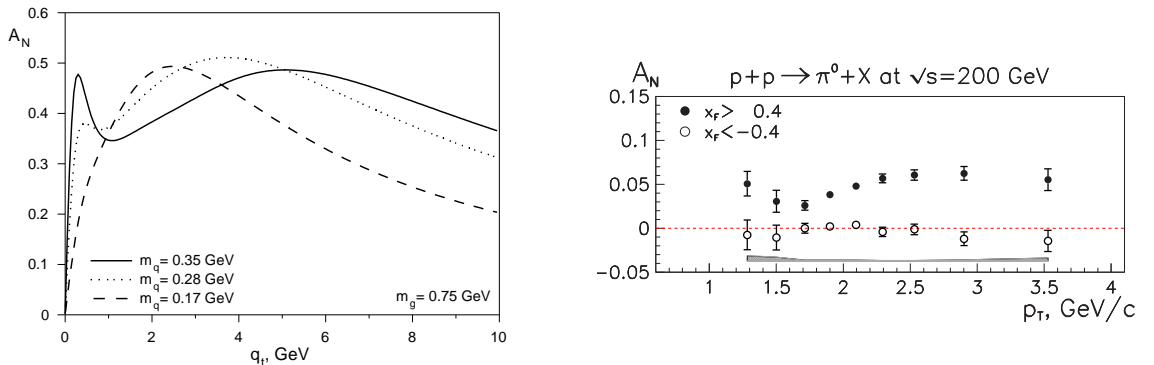 0.6
A_N
0.5
0.4
0.3
0.2
0.1
0
m_q = 0.35 GeV
m_q = 0.28 GeV
m_q = 0.17 GeV
m_g = 0.75 GeV
0 2 4 6 8 10
q_t, GeV
A_N
p+p → π⁰+X at √s=200 GeV
0.15
x_F > 0.4
x_F < -0.4
0.1
0.05
0
-0.05
1 1.5 2 2.5 3 3.5 4
p_T, GeV/c